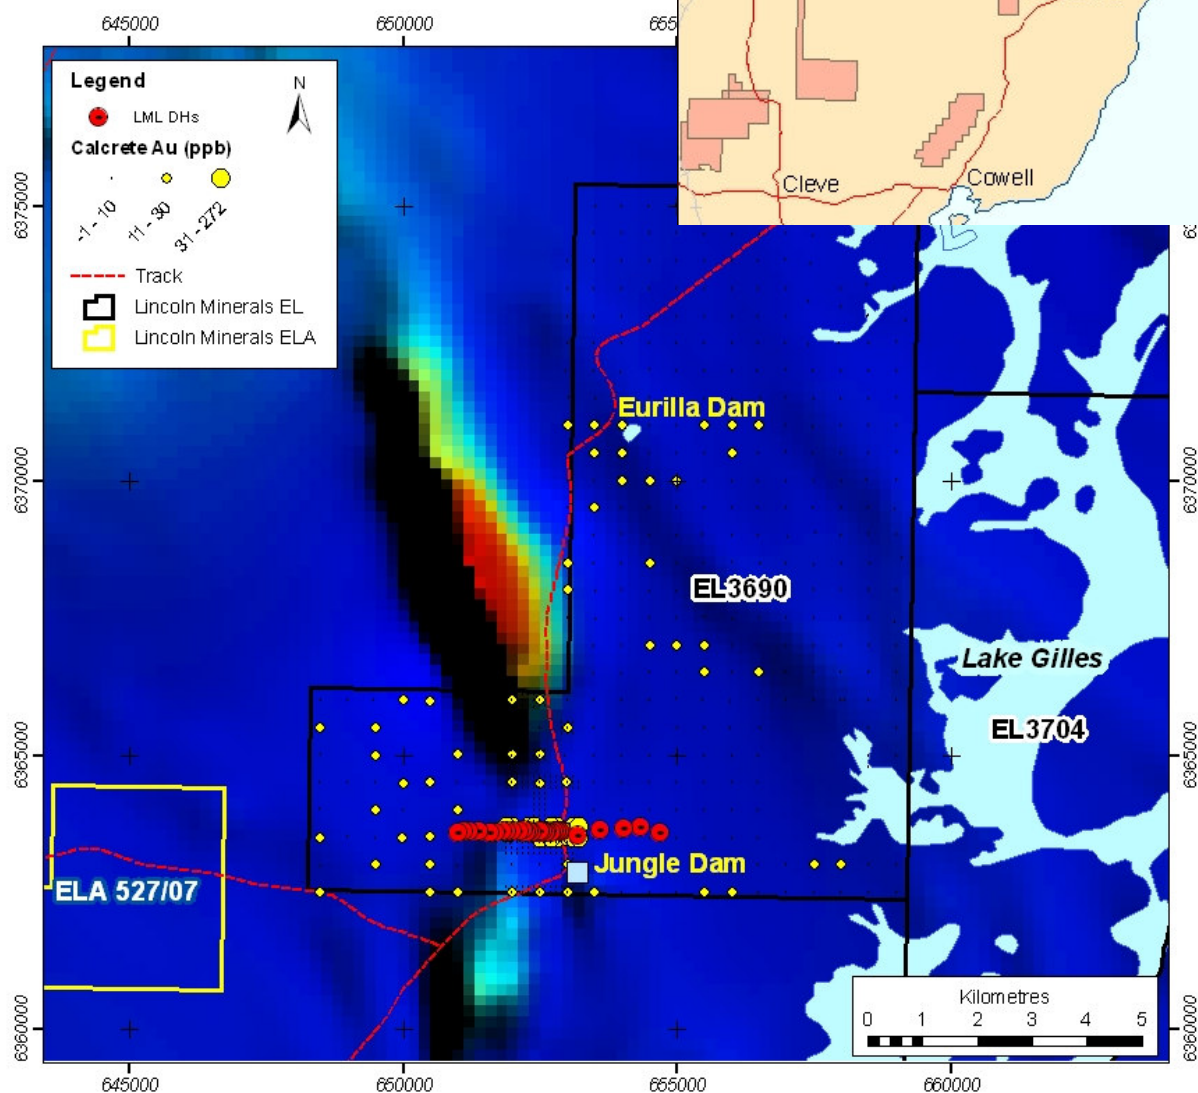 645000
650000
655000
Legend
N
LML DHs
Calcrete Au (ppb)
-1 - 10
11 - 30
31 - 272
Track
Lincoln Minerals EL
Lincoln Minerals ELA
Cleve
Cowell
6375000
Eurilla Dam
6370000
6370000
EL3690
Lake Gilles
EL3704
6365000
6365000
Jungle Dam
ELA 527/07
Kilometres
0 1 2 3 4 5
6360000
6360000
645000
650000
655000
660000